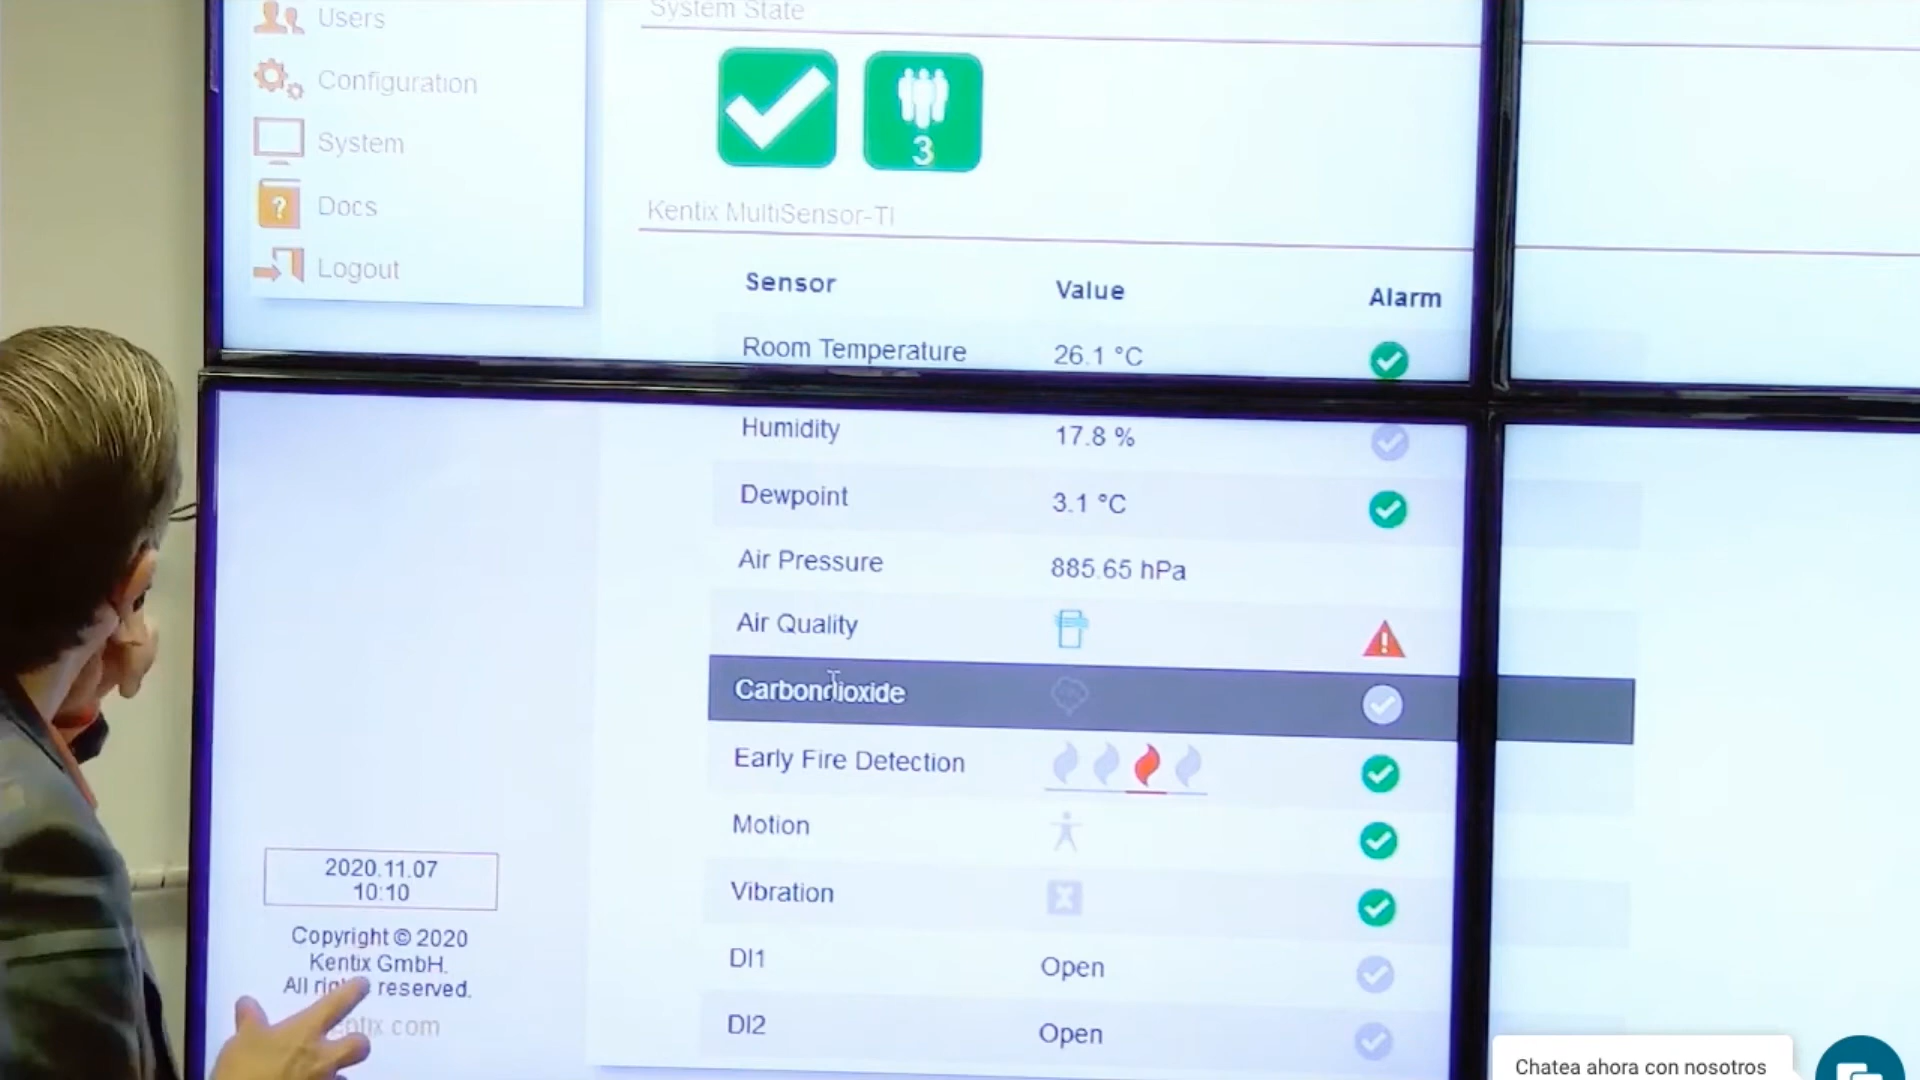 Users
Configuration
System
Docs
Logout
System State
3
Kentix MultiSensor-TI
Sensor Value Alarm
Room Temperature 26.1 °C
Humidity 17.8 %
Dewpoint 3.1 °C
Air Pressure 885.65 hPa
Air Quality
Carbondioxide
Early Fire Detection
Motion
Vibration
DI1 Open
DI2 Open
2020.11.07
10:10
Copyright © 2020
Kentix GmbH.
All reserved.
Chatea ahora con nosotros